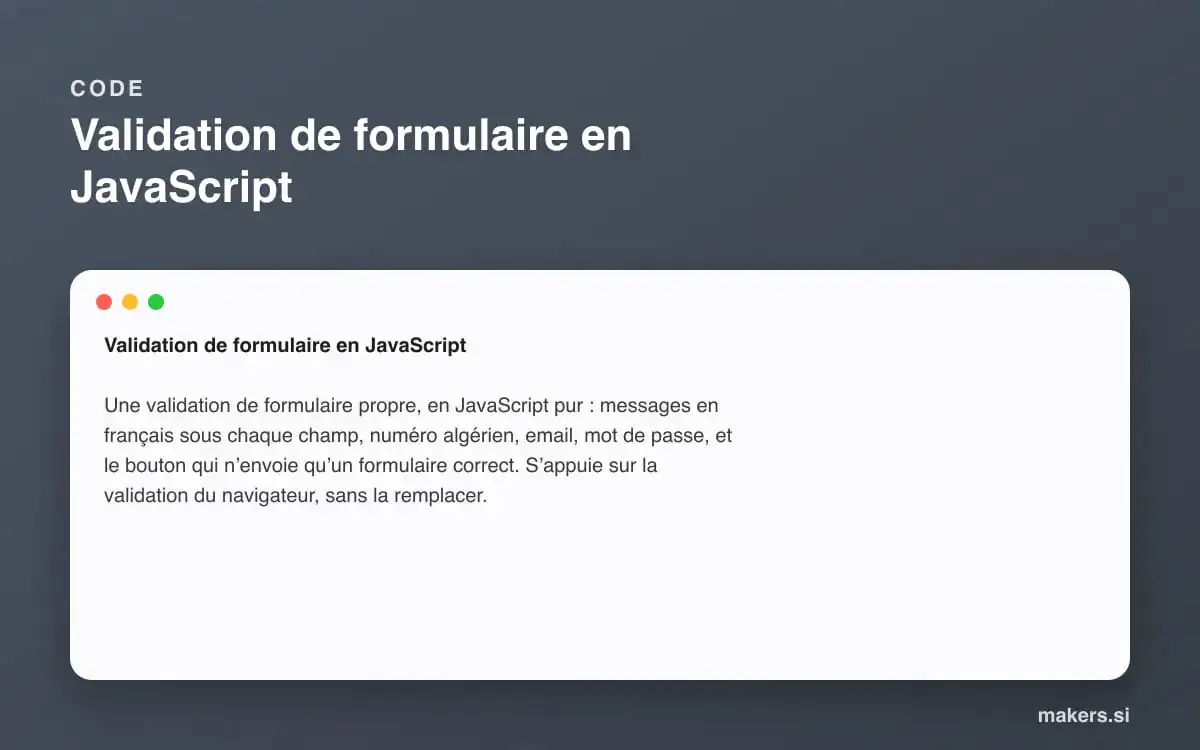 CODE
Validation de formulaire en
JavaScript
Validation de formulaire en JavaScript
Une validation de formulaire propre, en JavaScript pur : messages en
français sous chaque champ, numéro algérien, email, mot de passe, et
le bouton qui n’envoie qu’un formulaire correct. S’appuie sur la
validation du navigateur, sans la remplacer.
makers.si